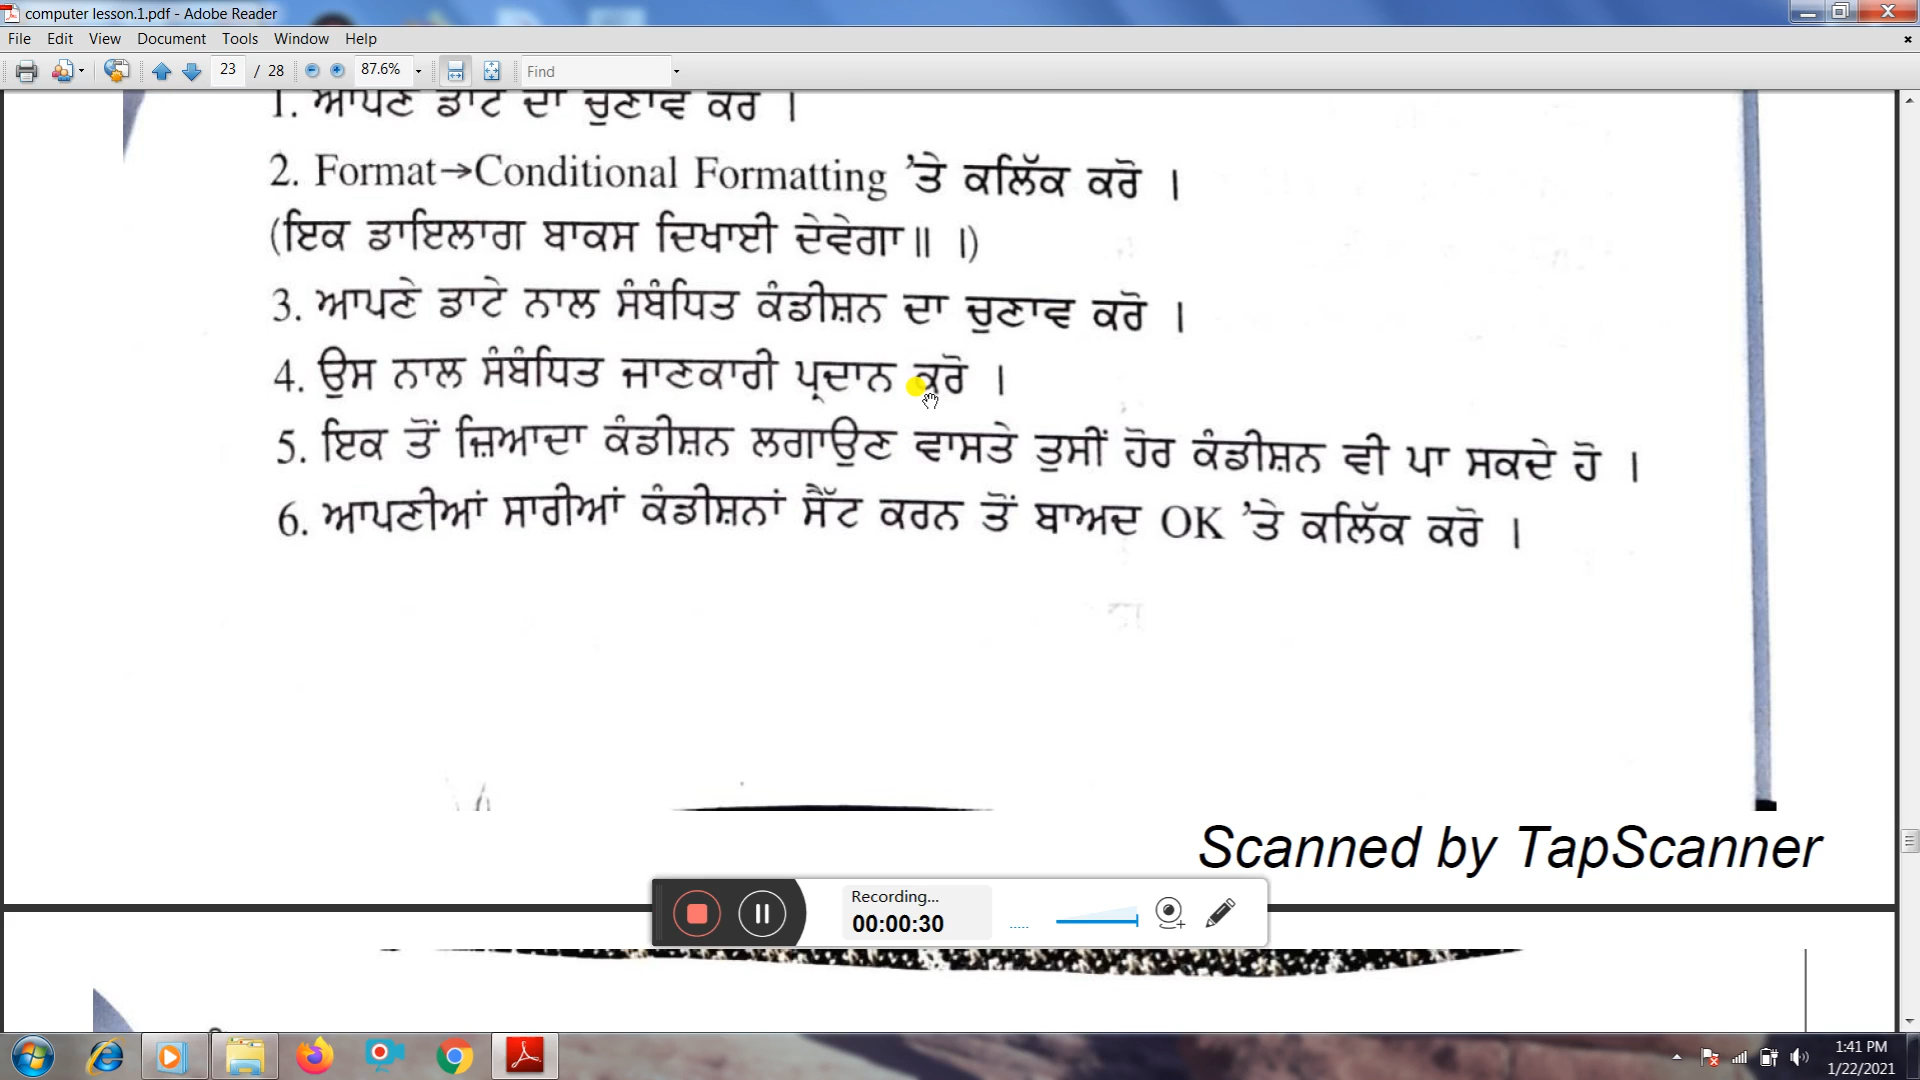 computer lesson.1.pdf - Adobe Reader
File Edit View Document Tools Window Help
23 / 28 87.6% Find
1. ਆਪਣੇ ਡਾਟੇ ਦਾ ਚੁਣਾਵ ਕਰੋ ।
2. Format→Conditional Formatting ’ਤੇ ਕਲਿੱਕ ਕਰੋ ।
(ਇਕ ਡਾਇਲਾਗ ਬਾਕਸ ਦਿਖਾਈ ਦੇਵੇਗਾ॥ ।)
3. ਆਪਣੇ ਡਾਟੇ ਨਾਲ ਸੰਬੰਧਿਤ ਕੰਡੀਸ਼ਨ ਦਾ ਚੁਣਾਵ ਕਰੋ ।
4. ਉਸ ਨਾਲ ਸੰਬੰਧਿਤ ਜਾਣਕਾਰੀ ਪ੍ਰਦਾਨ ਕਰੋ ।
5. ਇਕ ਤੋਂ ਜ਼ਿਆਦਾ ਕੰਡੀਸ਼ਨ ਲਗਾਉਣ ਵਾਸਤੇ ਤੁਸੀਂ ਹੋਰ ਕੰਡੀਸ਼ਨ ਵੀ ਪਾ ਸਕਦੇ ਹੋ ।
6. ਆਪਣੀਆਂ ਸਾਰੀਆਂ ਕੰਡੀਸ਼ਨਾਂ ਸੈੱਟ ਕਰਨ ਤੋਂ ਬਾਅਦ OK ’ਤੇ ਕਲਿੱਕ ਕਰੋ ।
Scanned by TapScanner
Recording...
00:00:30
1:41 PM
1/22/2021